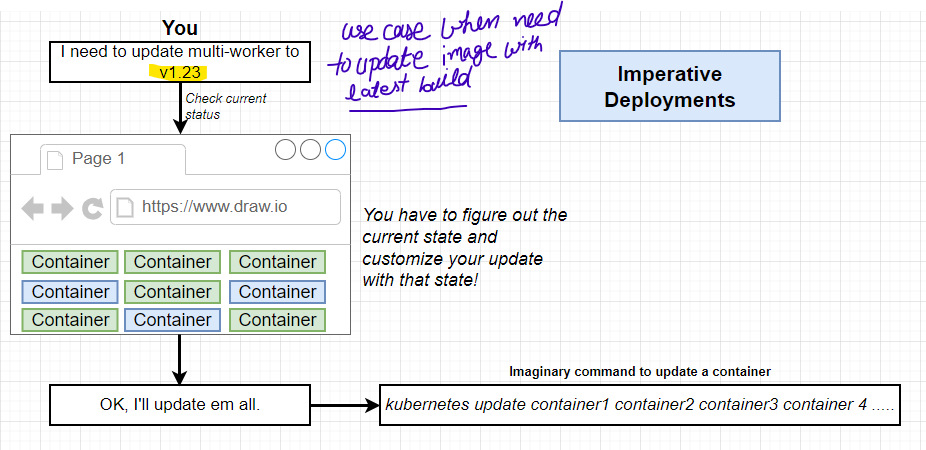 You
I need to update multi-worker to
v1.23
Check current
status
use case when need
to update image with
latest build
Imperative
Deployments
Page 1
https://www.draw.io
Container Container Container
Container Container Container
Container Container Container
You have to figure out the
current state and
customize your update
with that state!
OK, I'll update em all.
Imaginary command to update a container
kubernetes update container1 container2 container3 container 4 .....